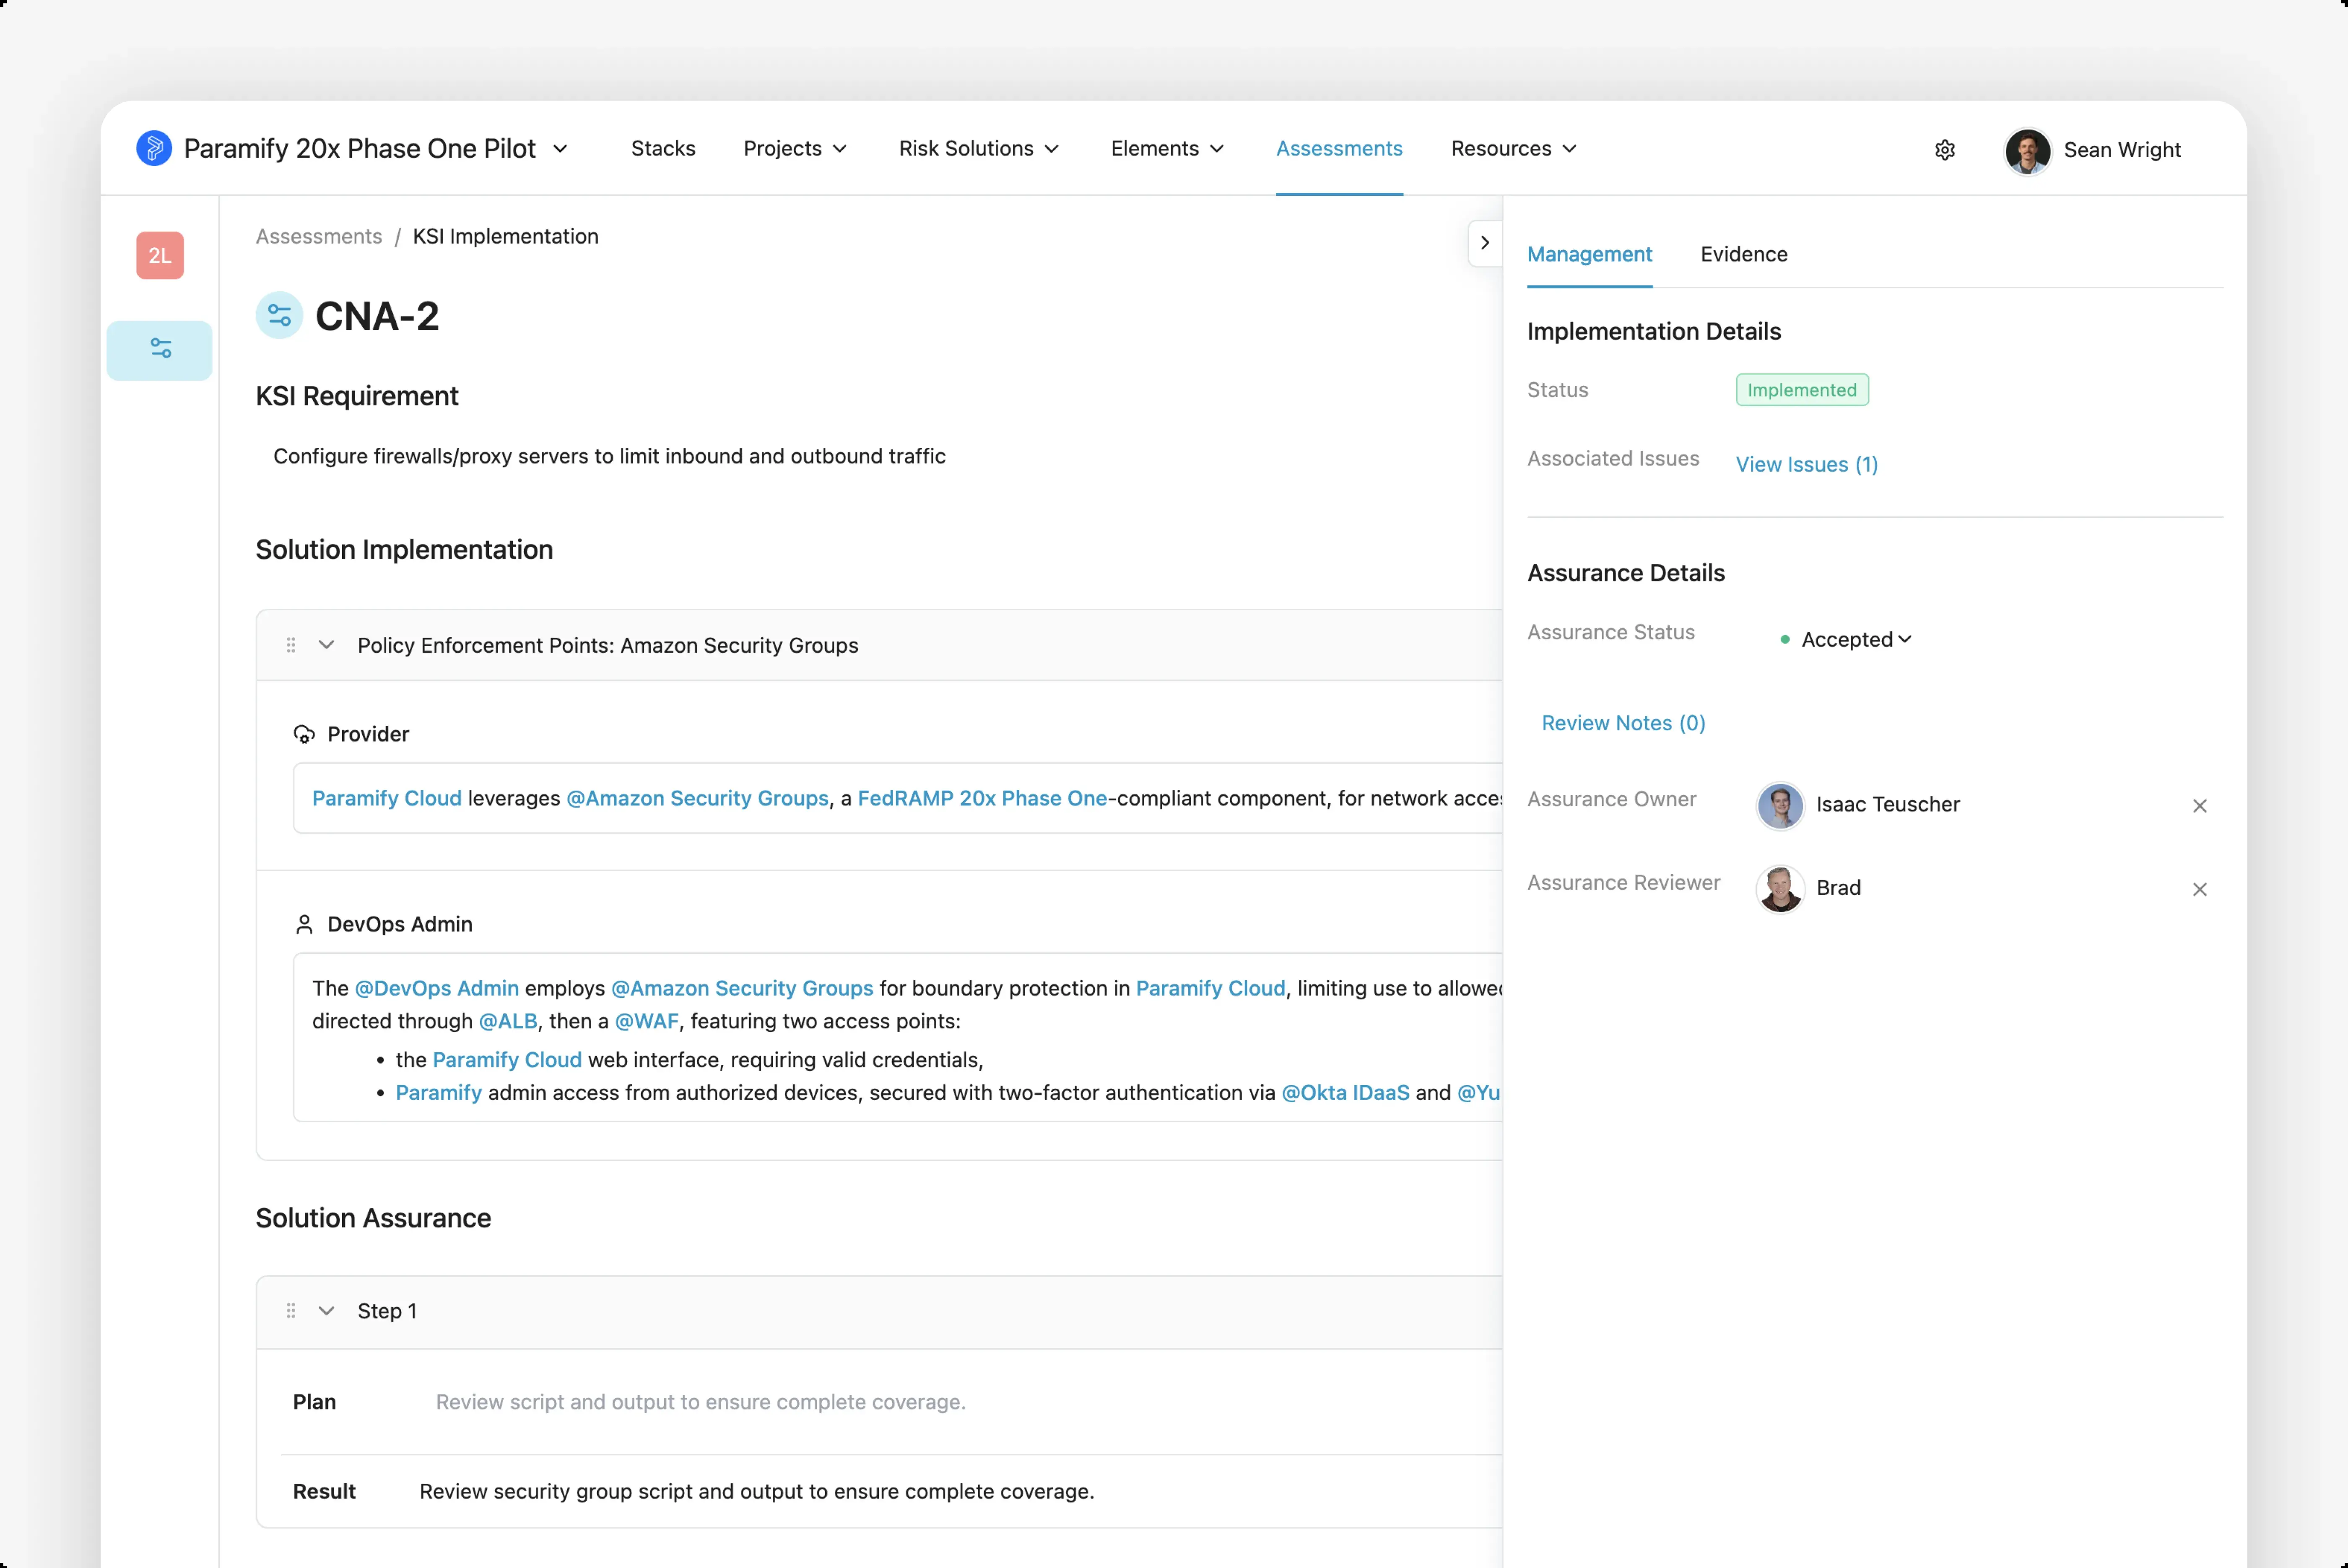 Paramify 20x Phase One Pilot
Stacks
Projects
Risk Solutions
Elements
Assessments
Resources
Sean Wright
2L
Assessments / KSI Implementation
CNA-2
KSI Requirement
Configure firewalls/proxy servers to limit inbound and outbound traffic
Solution Implementation
Policy Enforcement Points: Amazon Security Groups
Provider
Paramify Cloud leverages @Amazon Security Groups, a FedRAMP 20x Phase One-compliant component, for network
DevOps Admin
The @DevOps Admin employs @Amazon Security Groups for boundary protection in Paramify Cloud, limiting use to
directed through @ALB, then a @WAF, featuring two access points:
• the Paramify Cloud web interface, requiring valid credentials,
• Paramify admin access from authorized devices, secured with two-factor authentication via @Okta IDaaS and @Yu
Solution Assurance
Step 1
Plan
Review script and output to ensure complete coverage.
Result
Review security group script and output to ensure complete coverage.
Management
Evidence
Implementation Details
Status
Implemented
Associated Issues
View Issues (1)
Assurance Details
Assurance Status
Accepted
Review Notes (0)
Assurance Owner
Isaac Teuscher
Assurance Reviewer
Brad